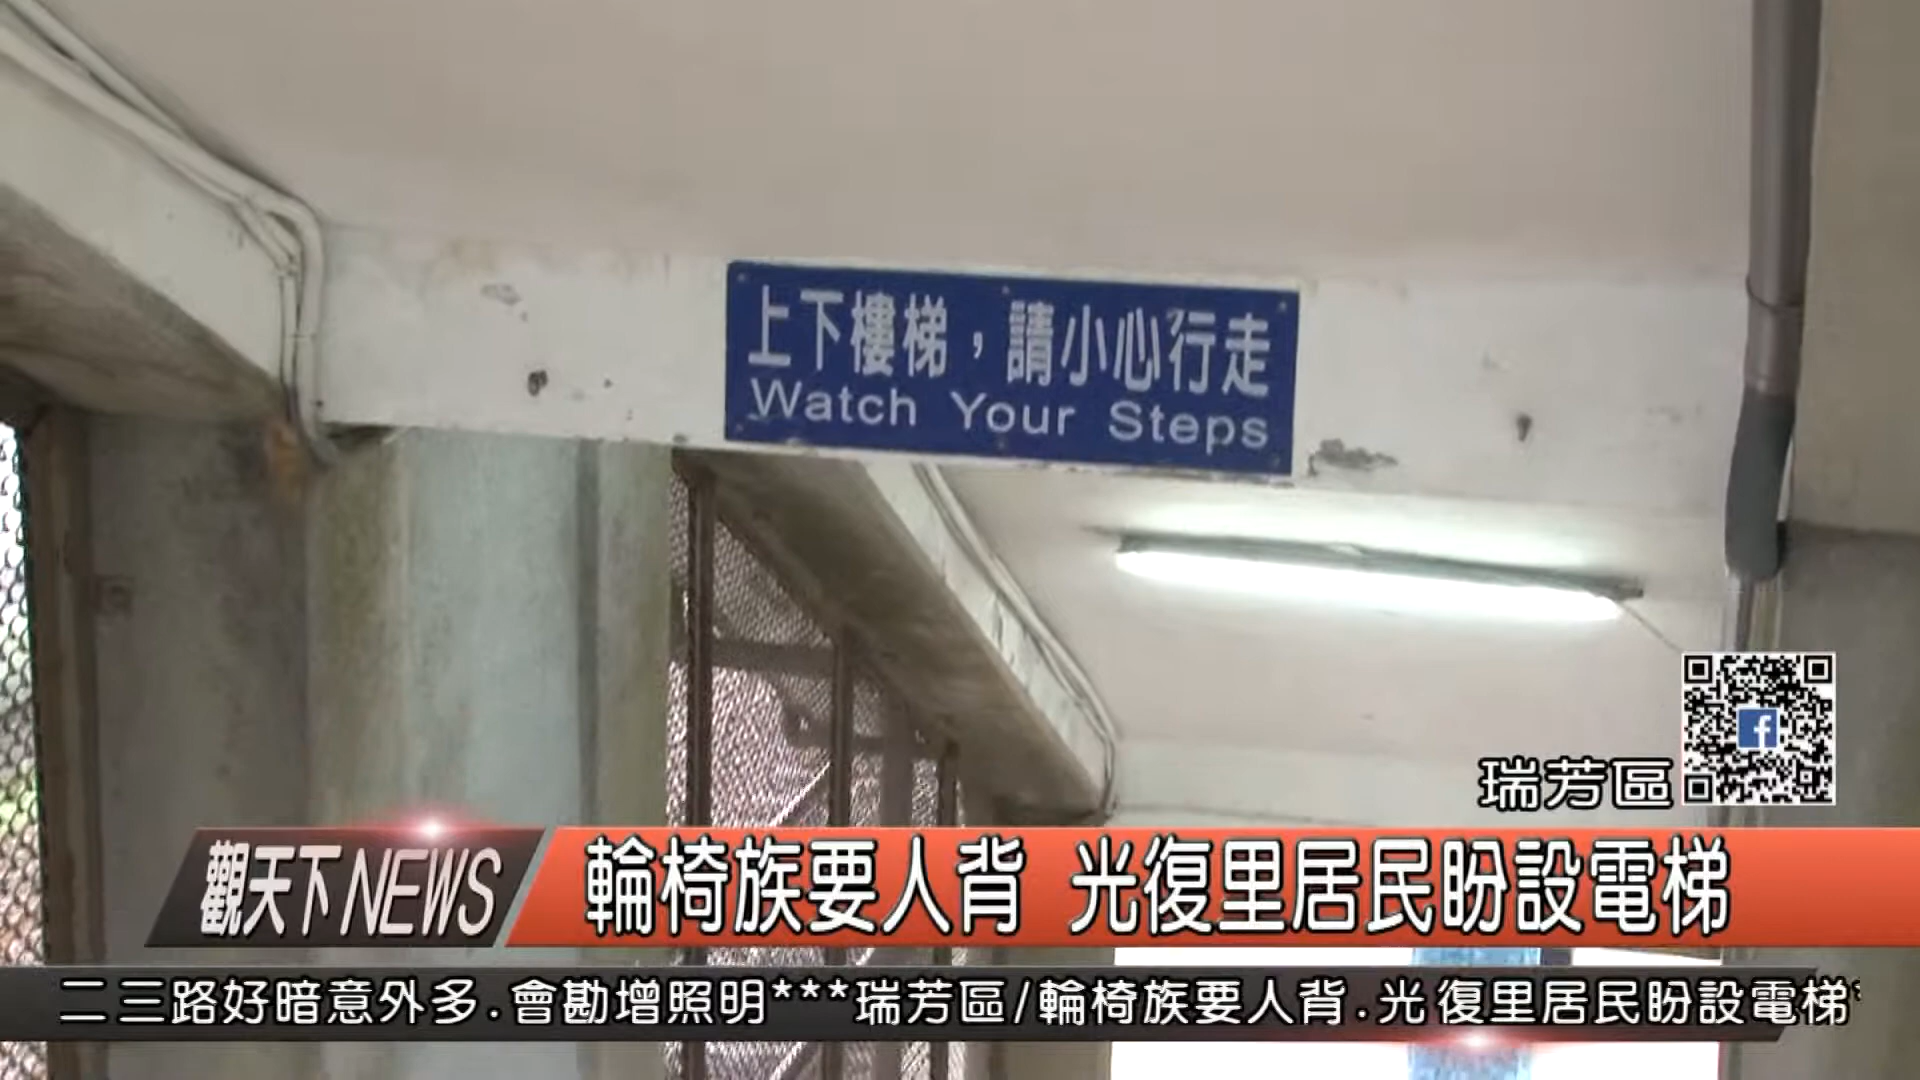 上下樓梯，請小心行走
Watch Your Steps
瑞芳區
觀天下NEWS
輪椅族要人背 光復里居民盼設電梯
二三路好暗意外多.會勘增照明***瑞芳區/輪椅族要人背.光復里居民盼設電梯